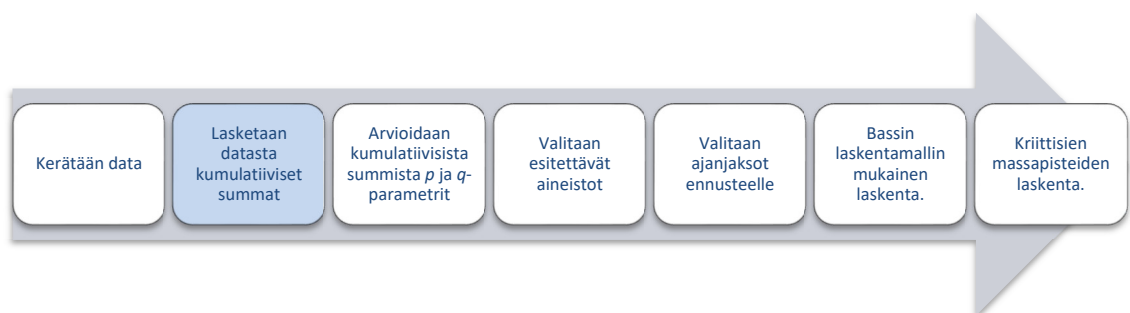 Kerätään data
Lasketaan
datasta
kumulatiiviset
summat
Arvioidaan
kumulatiivisista
summista p ja q-
parametrit
Valitaan
esitettävät
aineistot
Valitaan
ajanjaksot
ennusteelle
Bassin
laskentamallin
mukainen
laskenta.
Kriittisien
massapisteiden
laskenta.